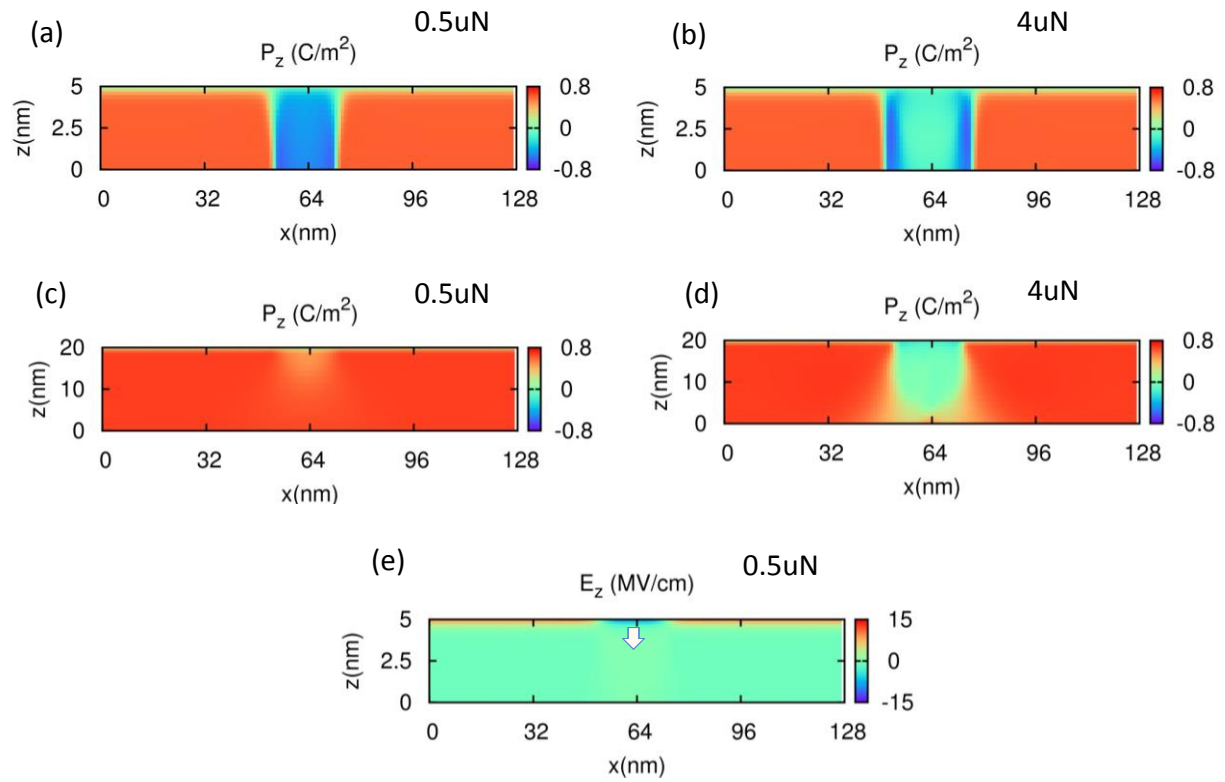 (a) 0.5uN
P_z (C/m^2)
5
2.5
0
z(nm)
0 32 64 96 128
x(nm)
0.8
0
-0.8
(b) 4uN
P_z (C/m^2)
5
2.5
0
z(nm)
0 32 64 96 128
x(nm)
0.8
0
-0.8
(c) 0.5uN
P_z (C/m^2)
20
10
0
z(nm)
0 32 64 96 128
x(nm)
0.8
0
-0.8
(d) 4uN
P_z (C/m^2)
20
10
0
z(nm)
0 32 64 96 128
x(nm)
0.8
0
-0.8
(e) 0.5uN
E_z (MV/cm)
5
2.5
0
z(nm)
0 32 64 96 128
x(nm)
15
0
-15